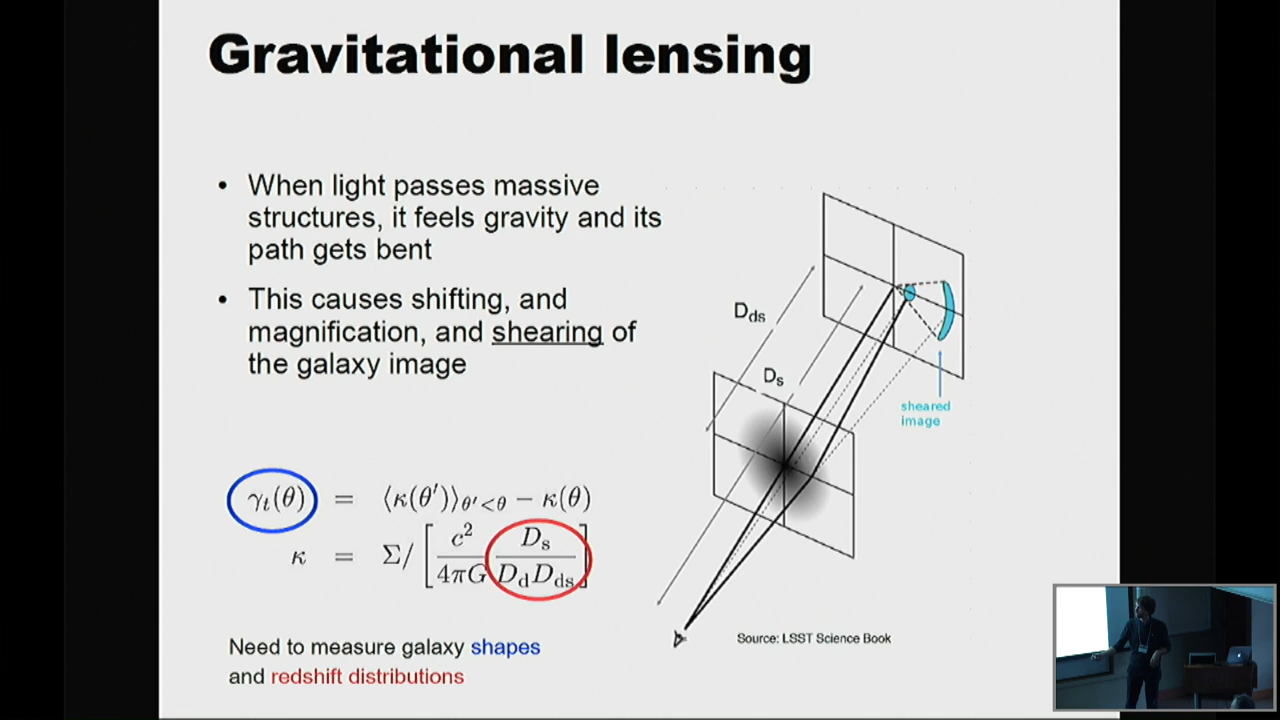 Gravitational lensing
• When light passes massive
structures, it feels gravity and its
path gets bent
• This causes shifting, and
magnification, and shearing of
the galaxy image
γt(θ) = ⟨κ(θ′)⟩θ′<θ − κ(θ)
κ = Σ/ [ c² / 4πG Ds / DdDds ]
Need to measure galaxy shapes
and redshift distributions
Dds
Ds
sheared
image
Source: LSST Science Book